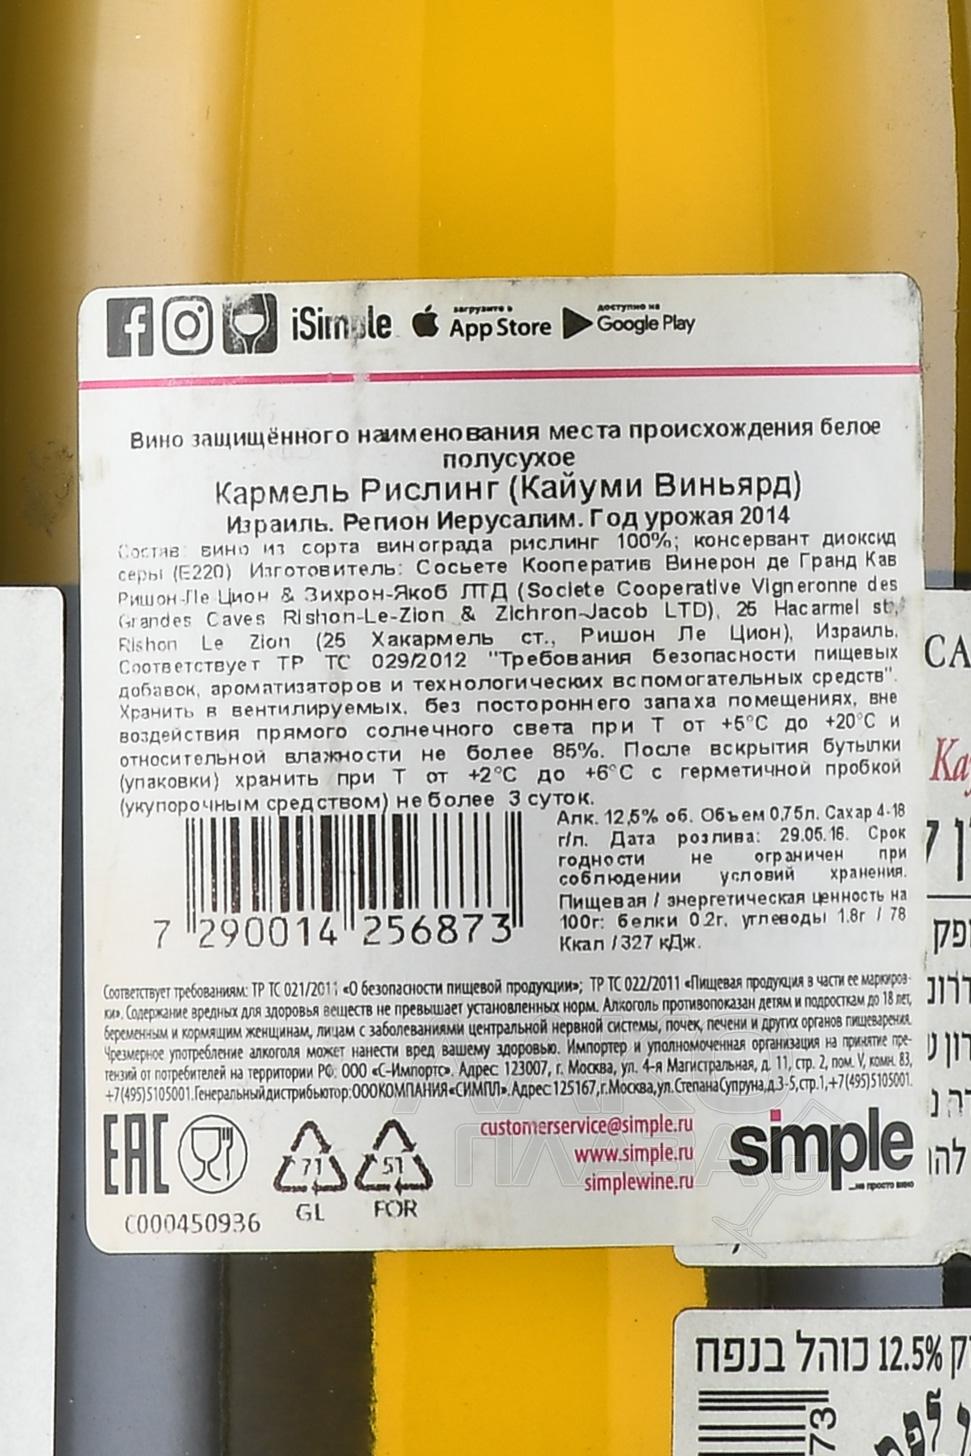 iSimple
загрузите в
App Store
доступно на
Google Play
Вино защищённого наименования места происхождения белое
полусухое
Кармель Рислинг (Кайуми Виньярд)
Израиль. Регион Иерусалим. Год урожая 2014
Состав: вино из сорта винограда рислинг 100%; консервант диоксид
серы (Е220) Изготовитель: Сосьете Кооператив Винерон де Гранд Кав
Ришон-Ле Цион & Зихрон-Якоб ЛТД (Societe Cooperative Vigneronne des
Grandes Caves Rishon-Le-Zion & Zichron-Jacob LTD), 25 Hacarmel st.,
Rishon Le Zion (25 Хакармель ст., Ришон Ле Цион), Израиль.
Соответствует ТР ТС 029/2012 "Требования безопасности пищевых
добавок, ароматизаторов и технологических вспомогательных средств".
Хранить в вентилируемых, без постороннего запаха помещениях, вне
воздействия прямого солнечного света при Т от +5°С до +20°С и
относительной влажности не более 85%. После вскрытия бутылки
(упаковки) хранить при Т от +2°С до +6°С с герметичной пробкой
(укупорочным средством) не более 3 суток.
Алк. 12,5% об. Объем 0,75л. Сахар 4-18
г/л. Дата розлива: 29.05.16. Срок
годности не ограничен при
соблюдении условий хранения.
Пищевая / энергетическая ценность на
100г: белки 0.2г, углеводы 1.8г / 78
Ккал / 327 кДж.
7 290014 256873
Соответствует требованиям: ТР ТС 021/2011 «О безопасности пищевой продукции»; ТР ТС 022/2011 «Пищевая продукция в части ее маркиров-
ки». Содержание вредных для здоровья веществ не превышает установленных норм. Алкоголь противопоказан детям и подросткам до 18 лет,
беременным и кормящим женщинам, лицам с заболеваниями центральной нервной системы, почек, печени и других органов пищеварения.
Чрезмерное употребление алкоголя может нанести вред вашему здоровью. Импортер и уполномоченная организация на принятие пре-
тензий от потребителей на территории РФ: ООО «С-Импортс». Адрес: 123007, г. Москва, ул. 4-я Магистральная, д. 11, стр. 2, пом. V, комн. 83,
+7(495)5105001. Генеральный дистрибьютор: ООО КОМПАНИЯ «СИМПЛ». Адрес: 125167, г. Москва, ул. Степана Супруна, д. 3-5, стр. 1, +7(495)5105001.
EAC
71
GL
51
FOR
C000450936
customerservice@simple.ru
www.simple.ru
simplewine.ru
simple
...не просто вино
CA
Ka
12.5% כוהל בנפח
73